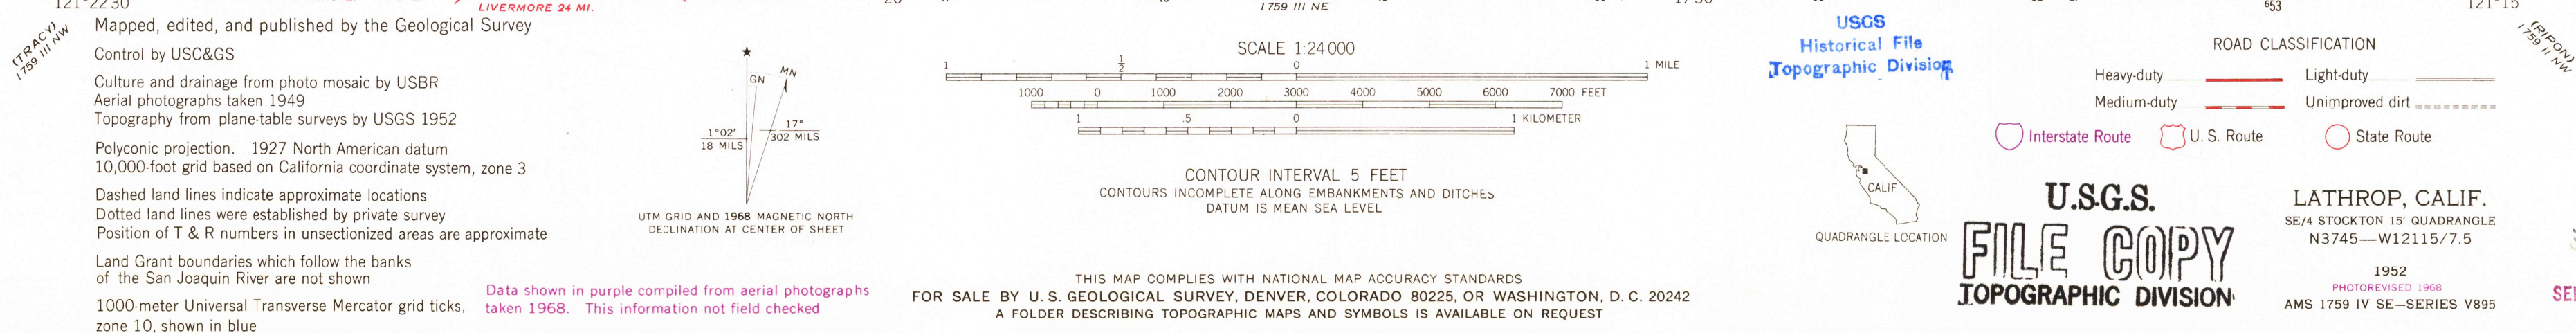 121°22'30"
LIVERMORE 24 MI.
1759 III NE
653
121°15'
(TRACY)
1759 III NW
Mapped, edited, and published by the Geological Survey
Control by USC&GS
Culture and drainage from photo mosaic by USBR
Aerial photographs taken 1949
Topography from plane-table surveys by USGS 1952
Polyconic projection. 1927 North American datum
10,000-foot grid based on California coordinate system, zone 3
Dashed land lines indicate approximate locations
Dotted land lines were established by private survey
Position of T & R numbers in unsectionized areas are approximate
Land Grant boundaries which follow the banks
of the San Joaquin River are not shown
1000-meter Universal Transverse Mercator grid ticks,
zone 10, shown in blue
Data shown in purple compiled from aerial photographs
taken 1968. This information not field checked
GN
MN
1°02'
18 MILS
17°
302 MILS
UTM GRID AND 1968 MAGNETIC NORTH
DECLINATION AT CENTER OF SHEET
SCALE 1:24000
1 ½ 0 1 MILE
1000 0 1000 2000 3000 4000 5000 6000 7000 FEET
1 .5 0 1 KILOMETER
CONTOUR INTERVAL 5 FEET
CONTOURS INCOMPLETE ALONG EMBANKMENTS AND DITCHES
DATUM IS MEAN SEA LEVEL
THIS MAP COMPLIES WITH NATIONAL MAP ACCURACY STANDARDS
FOR SALE BY U. S. GEOLOGICAL SURVEY, DENVER, COLORADO 80225, OR WASHINGTON, D. C. 20242
A FOLDER DESCRIBING TOPOGRAPHIC MAPS AND SYMBOLS IS AVAILABLE ON REQUEST
USGS
Historical File
Topographic Division
CALIF
QUADRANGLE LOCATION
ROAD CLASSIFICATION
Heavy-duty Light-duty
Medium-duty Unimproved dirt
Interstate Route U. S. Route State Route
(RIPON)
1759 II NW
U.S.G.S.
FILE COPY
TOPOGRAPHIC DIVISION
LATHROP, CALIF.
SE/4 STOCKTON 15' QUADRANGLE
N3745—W12115/7.5
1952
PHOTOREVISED 1968
AMS 1759 IV SE—SERIES V895